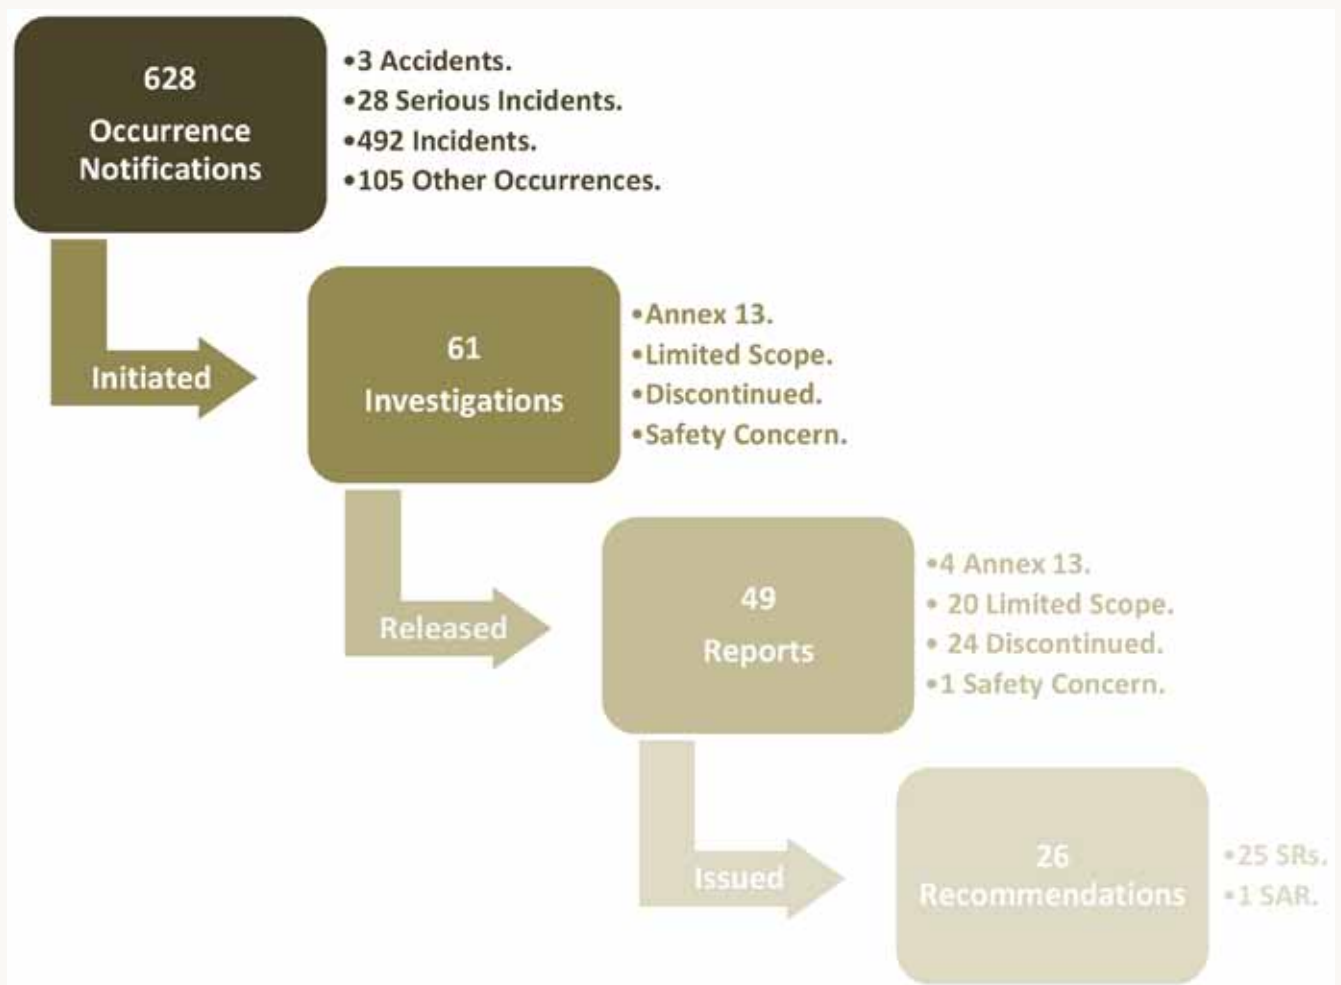 628
Occurrence
Notifications
•3 Accidents.
•28 Serious Incidents.
•492 Incidents.
•105 Other Occurrences.
Initiated
61
Investigations
•Annex 13.
•Limited Scope.
•Discontinued.
•Safety Concern.
Released
49
Reports
•4 Annex 13.
• 20 Limited Scope.
• 24 Discontinued.
•1 Safety Concern.
Issued
26
Recommendations
•25 SRs.
•1 SAR.